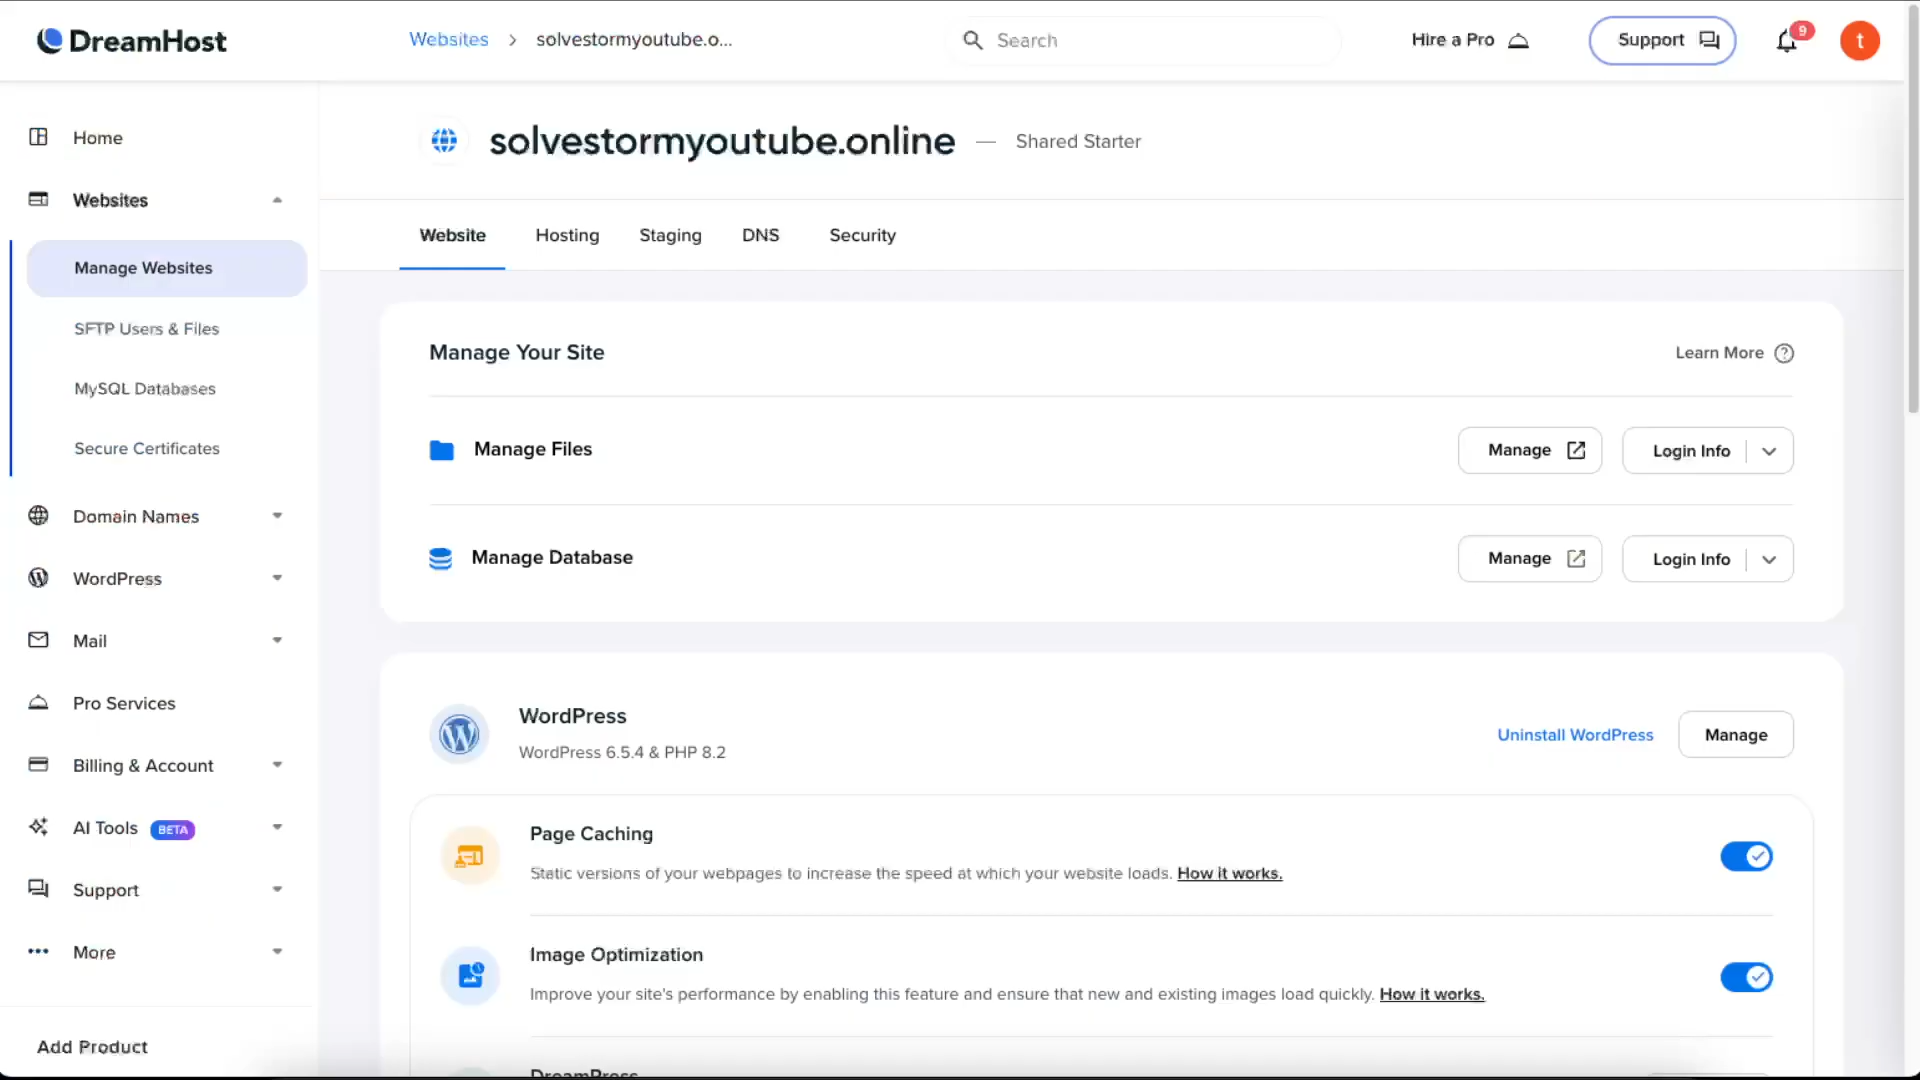 DreamHost
Websites > solvestormyoutube.o...
Search
Hire a Pro
Support
9
t
Home
Websites
Manage Websites
SFTP Users & Files
MySQL Databases
Secure Certificates
Domain Names
WordPress
Mail
Pro Services
Billing & Account
AI Tools BETA
Support
More
Add Product
solvestormyoutube.online — Shared Starter
Website Hosting Staging DNS Security
Manage Your Site
Learn More ?
Manage Files
Manage
Login Info
Manage Database
Manage
Login Info
WordPress
WordPress 6.5.4 & PHP 8.2
Uninstall WordPress
Manage
Page Caching
Static versions of your webpages to increase the speed at which your website loads. How it works.
Image Optimization
Improve your site's performance by enabling this feature and ensure that new and existing images load quickly. How it works.
DreamPress